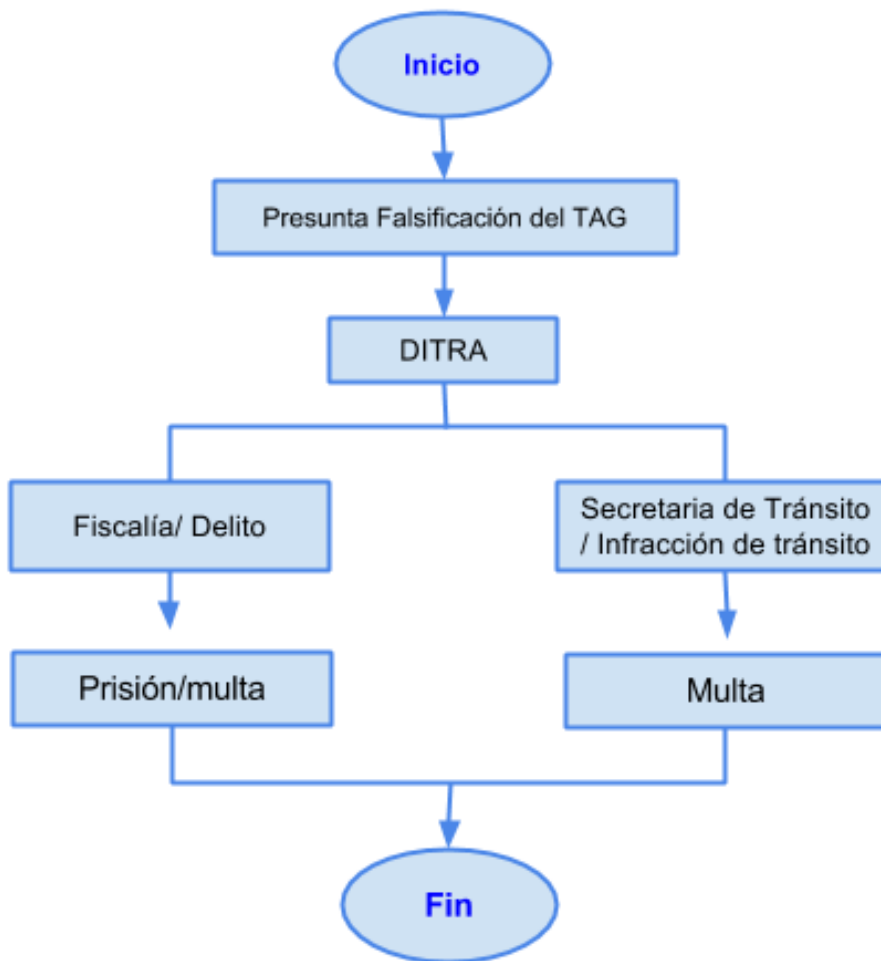 Inicio
Presunta Falsificación del TAG
DITRA
Fiscalía/ Delito
Secretaria de Tránsito
/ Infracción de tránsito
Prisión/multa
Multa
Fin